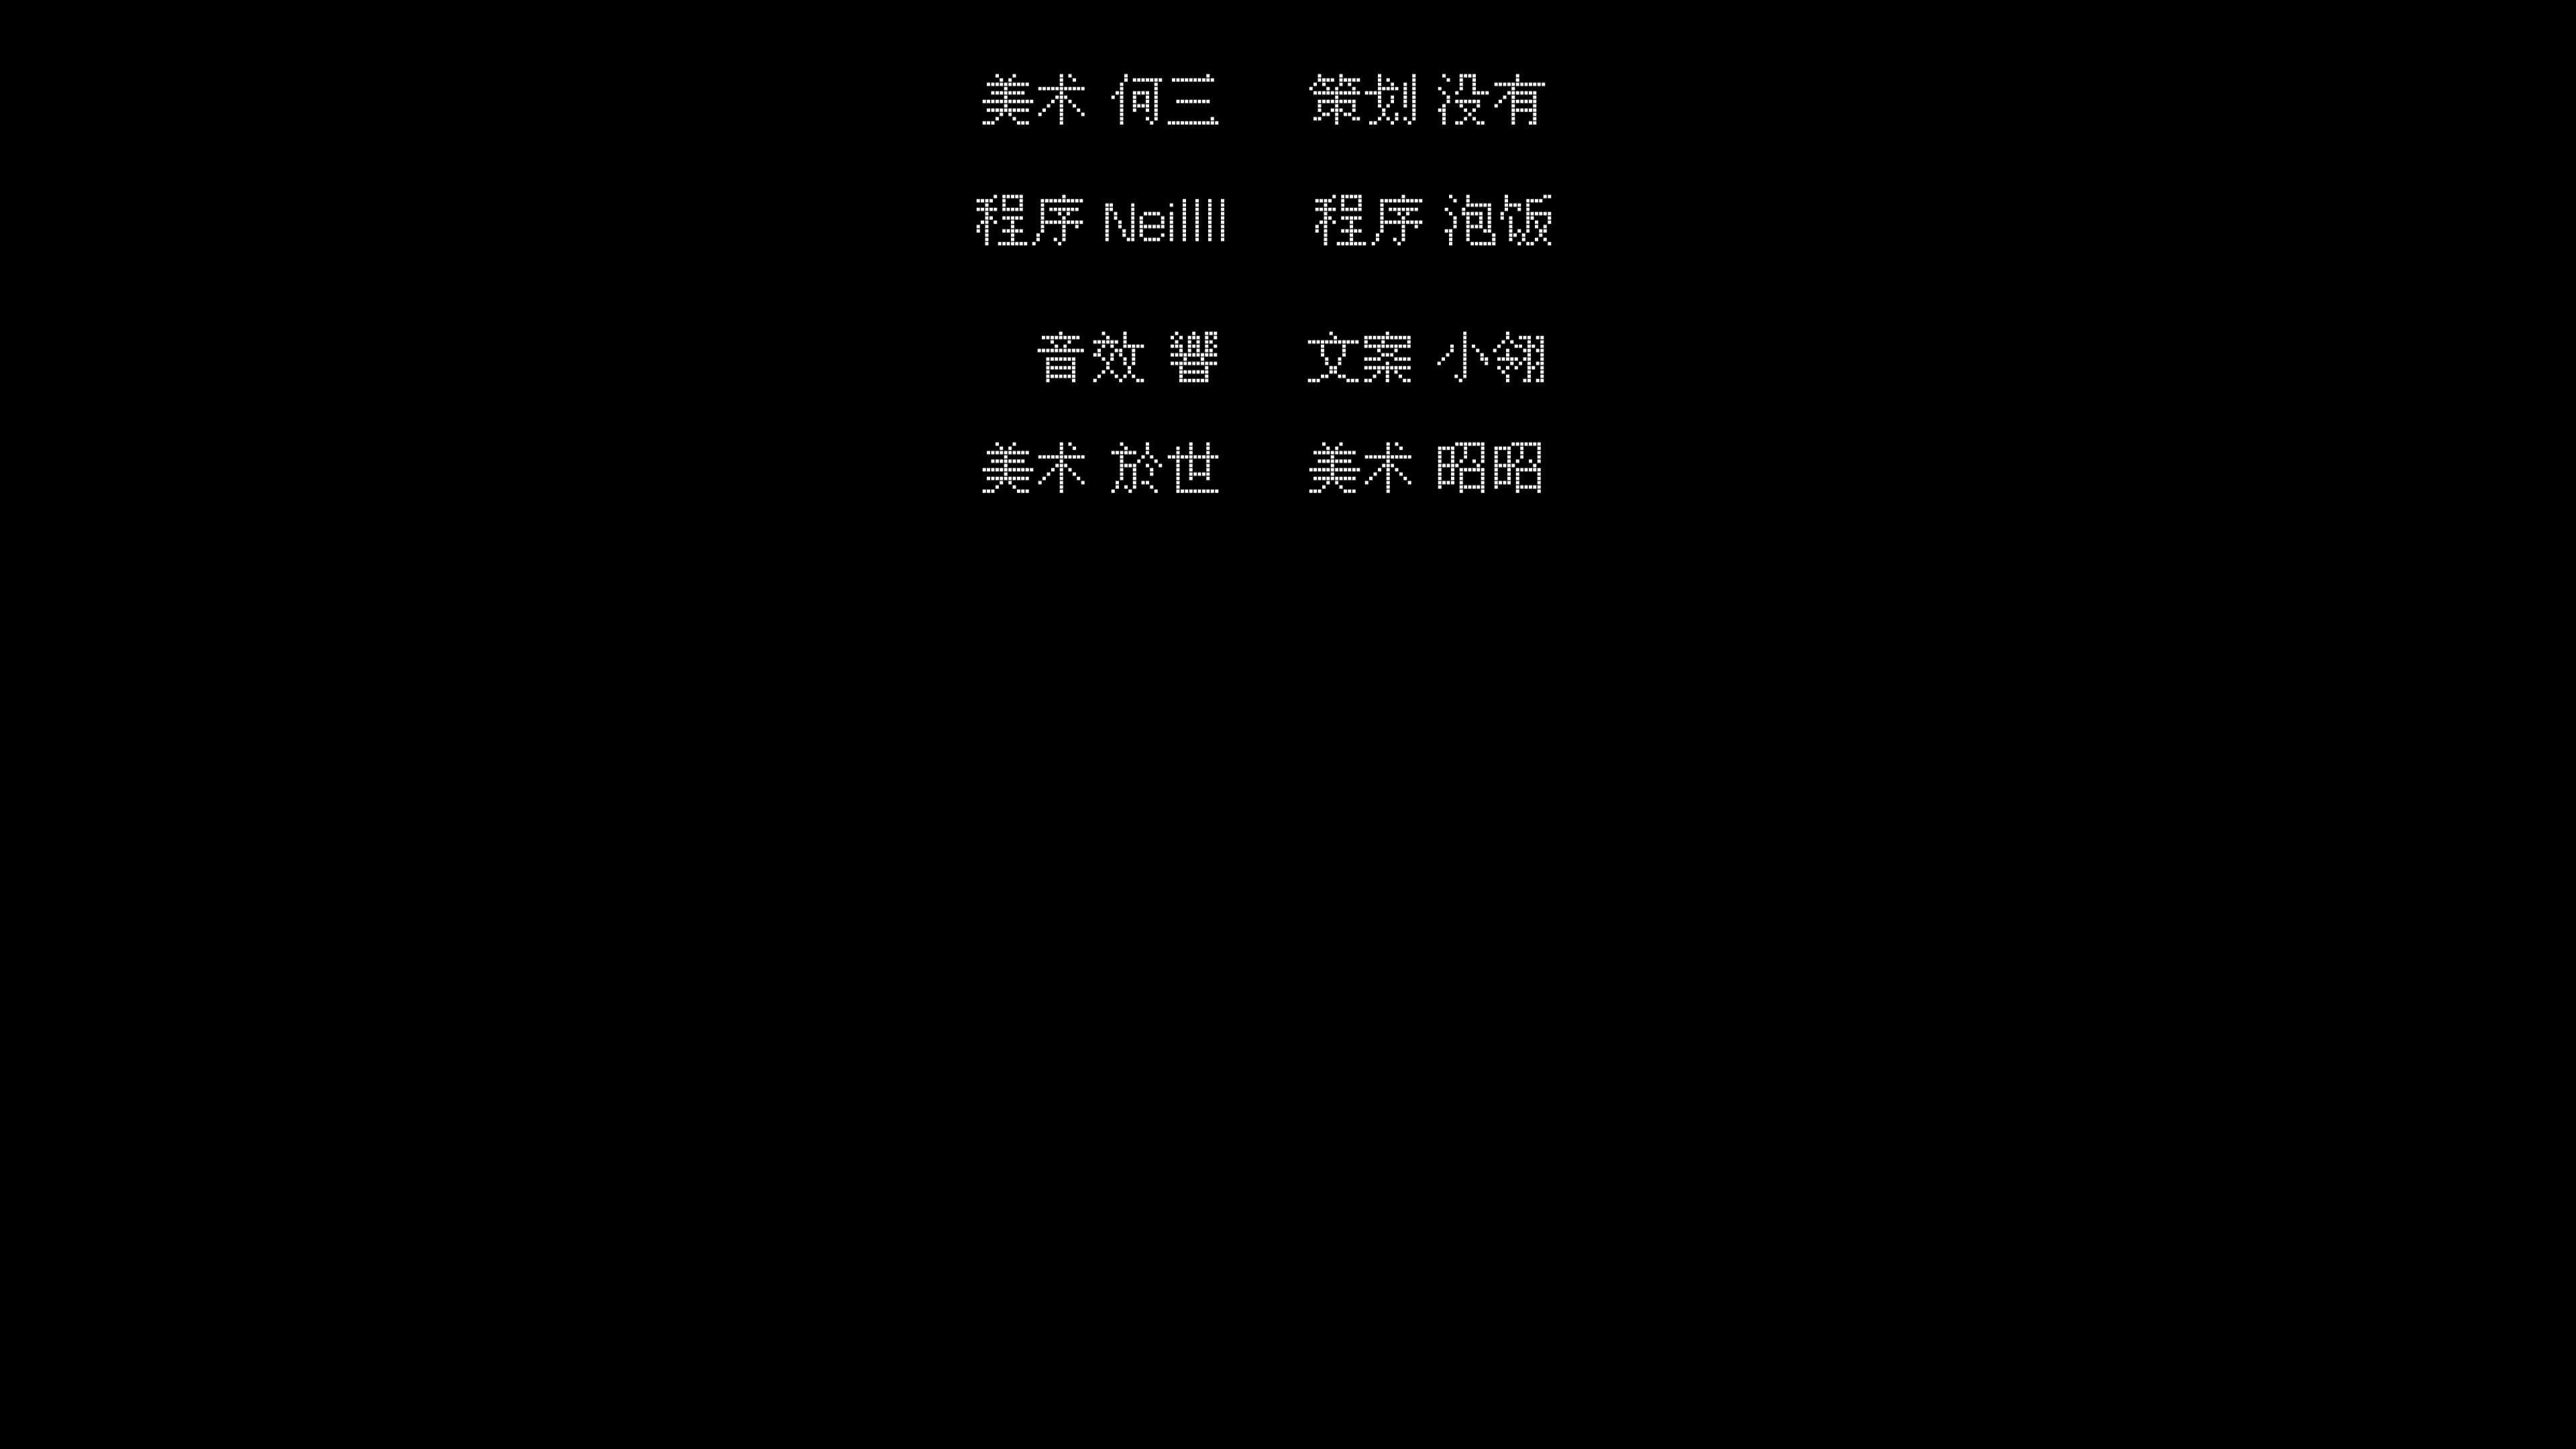 美术 何三 策划 没有
程序 Neilllll 程序 泡饭
音效 響 文案 小翎
美术 於世 美术 昭昭